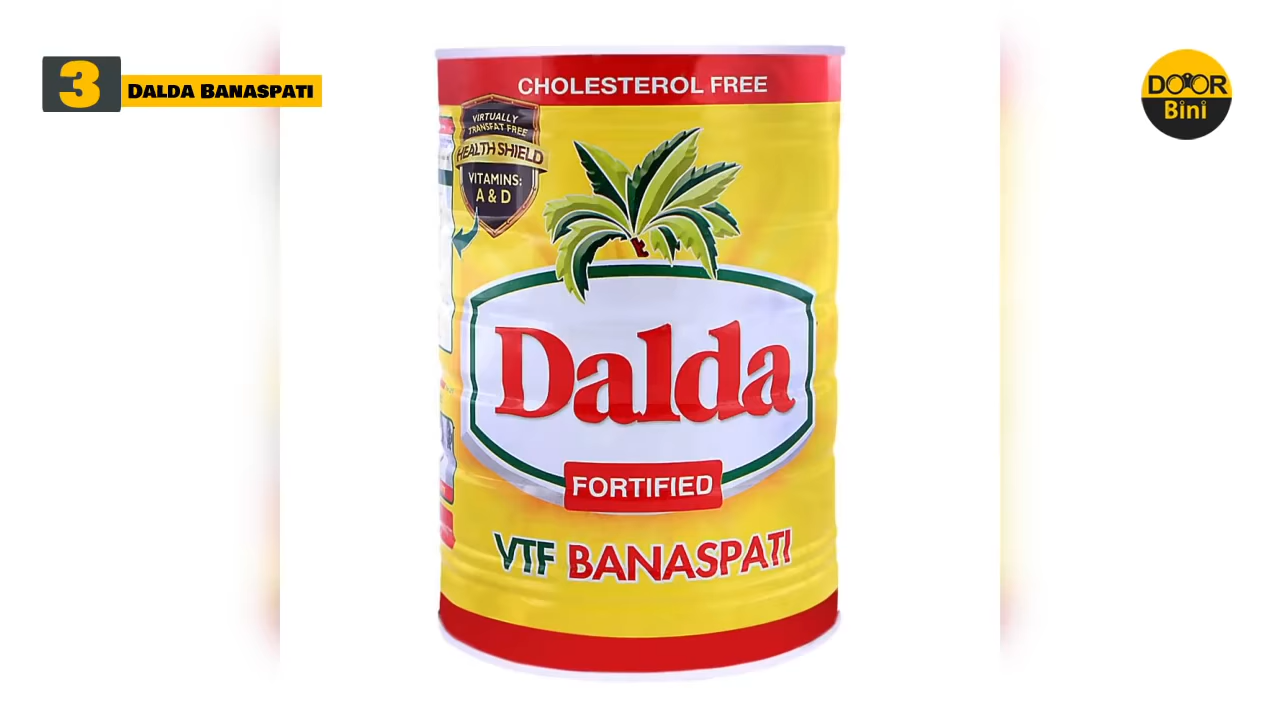 3
DALDA BANASPATI
DOOR
Bini
CHOLESTEROL FREE
VIRTUALLY
TRANSFAT FREE
HEALTH SHIELD
VITAMINS:
A & D
Dalda
FORTIFIED
VTF BANASPATI